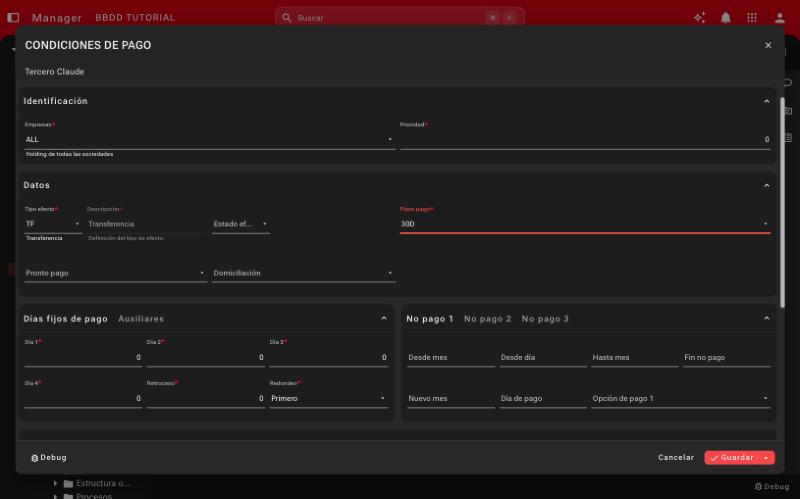 Manager BBDD TUTORIAL Buscar
CONDICIONES DE PAGO
Tercero Claude
Identificación
Empresas* Prioridad*
ALL 0
Holding de todas las sociedades
Datos
Tipo efecto* Descripción* Plazo pago*
TF Transferencia Estado ef... 30D
Transferencia Definición del tipo de efecto.
Pronto pago Domiciliación
Días fijos de pago Auxiliares No pago 1 No pago 2 No pago 3
Día 1* Día 2* Día 3*
0 0 0 Desde mes Desde día Hasta mes Fin no pago
Día 4* Retroceso* Redondeo*
0 0 Primero Nuevo mes Día de pago Opción de pago 1
Debug Cancelar Guardar
Estructura o...
Debug
Procesos